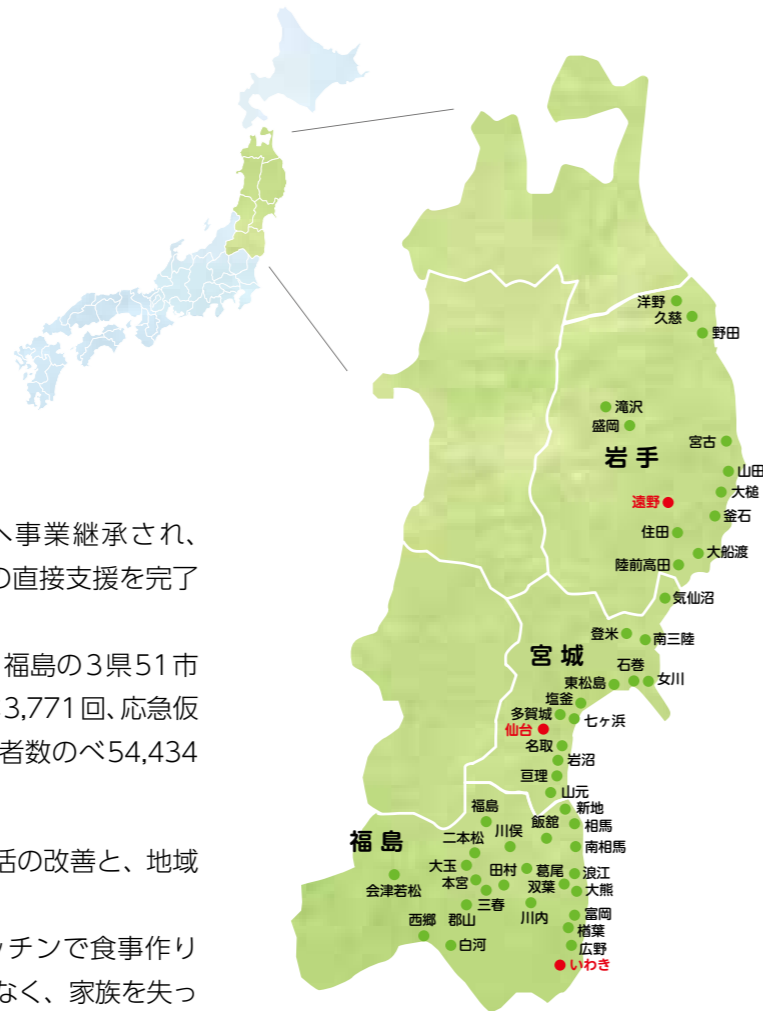 へ事業継承され、
の直接支援を完了
福島の3県51市
3,771回、応急仮
者数のべ54,434
活の改善と、地域
ッチンで食事作り
なく、家族を失っ
洋野
久慈
野田
滝沢
盛岡
宮古
岩手
山田
大槌
遠野
釜石
住田
大船渡
陸前高田
気仙沼
登米
南三陸
宮城
石巻
女川
東松島
塩釜
多賀城
七ヶ浜
仙台
名取
岩沼
亘理
山元
新地
福島
飯舘
相馬
川俣
福島
二本松
南相馬
大玉
田村
葛尾
浪江
本宮
双葉
大熊
会津若松
三春
川内
富岡
西郷
郡山
楢葉
白河
広野
いわき